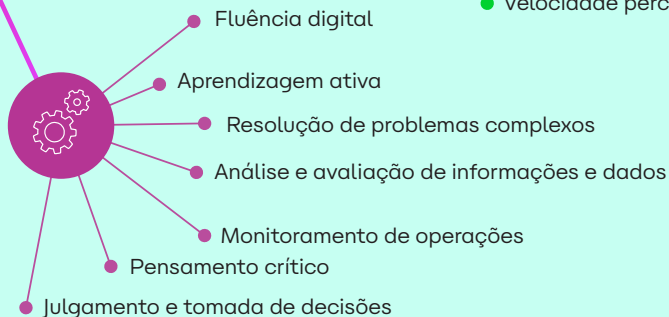 Velocidade
Fluência digital
Aprendizagem ativa
Resolução de problemas complexos
Análise e avaliação de informações e dados
Monitoramento de operações
Pensamento crítico
Julgamento e tomada de decisões